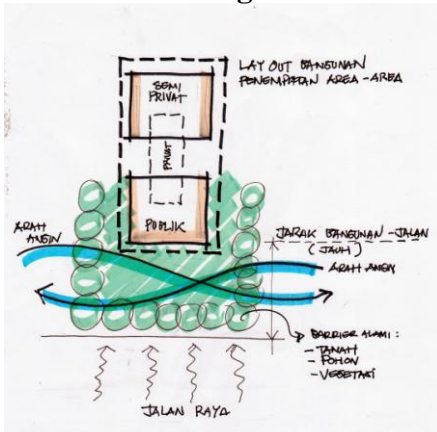 LAY OUT BANGUNAN
PENEMPATAN AREA-AREA
SEMI
PRIVAT
PRIVAT
PUBLIK
ARAH
ANGIN
JARAK BANGUNAN-JALAN
(JAUH)
ARAH ANGIN
BARRIER ALAMI :
- TANAH
- POHON
- VEGETASI
JALAN RAYA